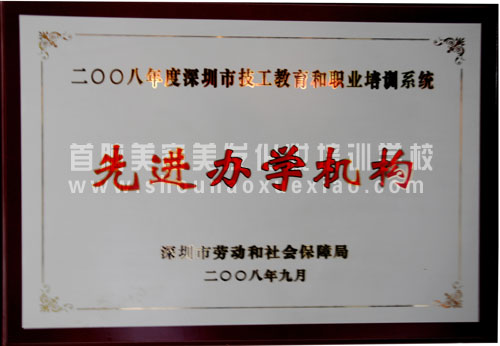 二〇〇八年度深圳市技工教育和职业培训系统
先进办学机构
深圳市劳动和社会保障局
二〇〇八年九月